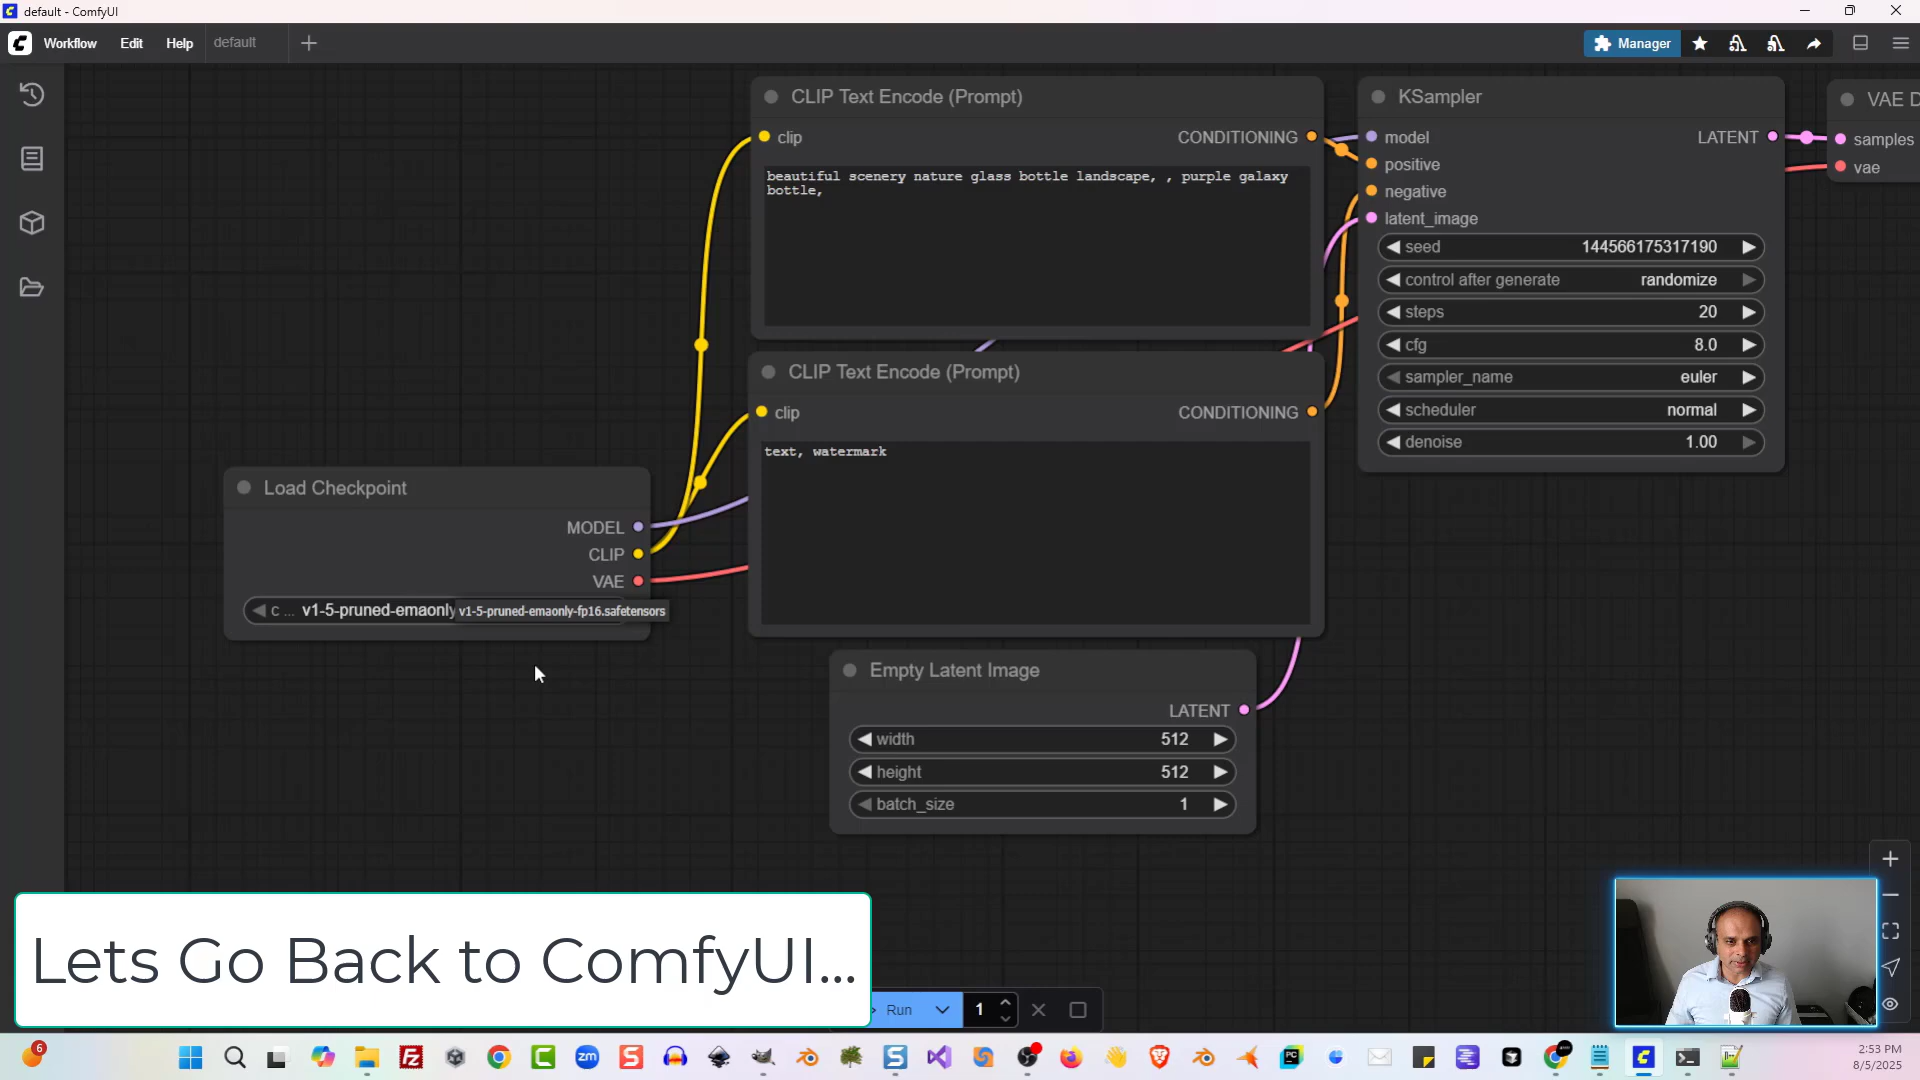 default - ComfyUI
Workflow
Edit
Help
default
Manager
CLIP Text Encode (Prompt)
clip
CONDITIONING
beautiful scenery nature glass bottle landscape, , purple galaxy
bottle,
KSampler
model
LATENT
positive
negative
latent_image
seed 144566175317190
control after generate randomize
steps 20
cfg 8.0
sampler_name euler
scheduler normal
denoise 1.00
VAE D
samples
vae
CLIP Text Encode (Prompt)
clip
CONDITIONING
text, watermark
Load Checkpoint
MODEL
CLIP
VAE
c ... v1-5-pruned-emaonly
v1-5-pruned-emaonly-fp16.safetensors
Empty Latent Image
LATENT
width 512
height 512
batch_size 1
Lets Go Back to ComfyUI...
Run
1
6
zm
2:53 PM
8/5/2025